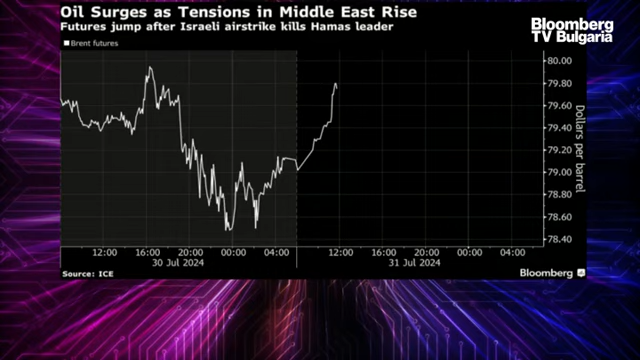 Oil Surges as Tensions in Middle East Rise
Futures jump after Israeli airstrike kills Hamas leader
Bloomberg
TV Bulgaria
Brent futures
80.00
79.80
79.60
79.40
79.20
79.00
78.80
78.60
78.40
Dollars per barrel
12:00 16:00 20:00 00:00 04:00 12:00 16:00 20:00 00:00 04:00
30 Jul 2024 31 Jul 2024
Source: ICE
Bloomberg